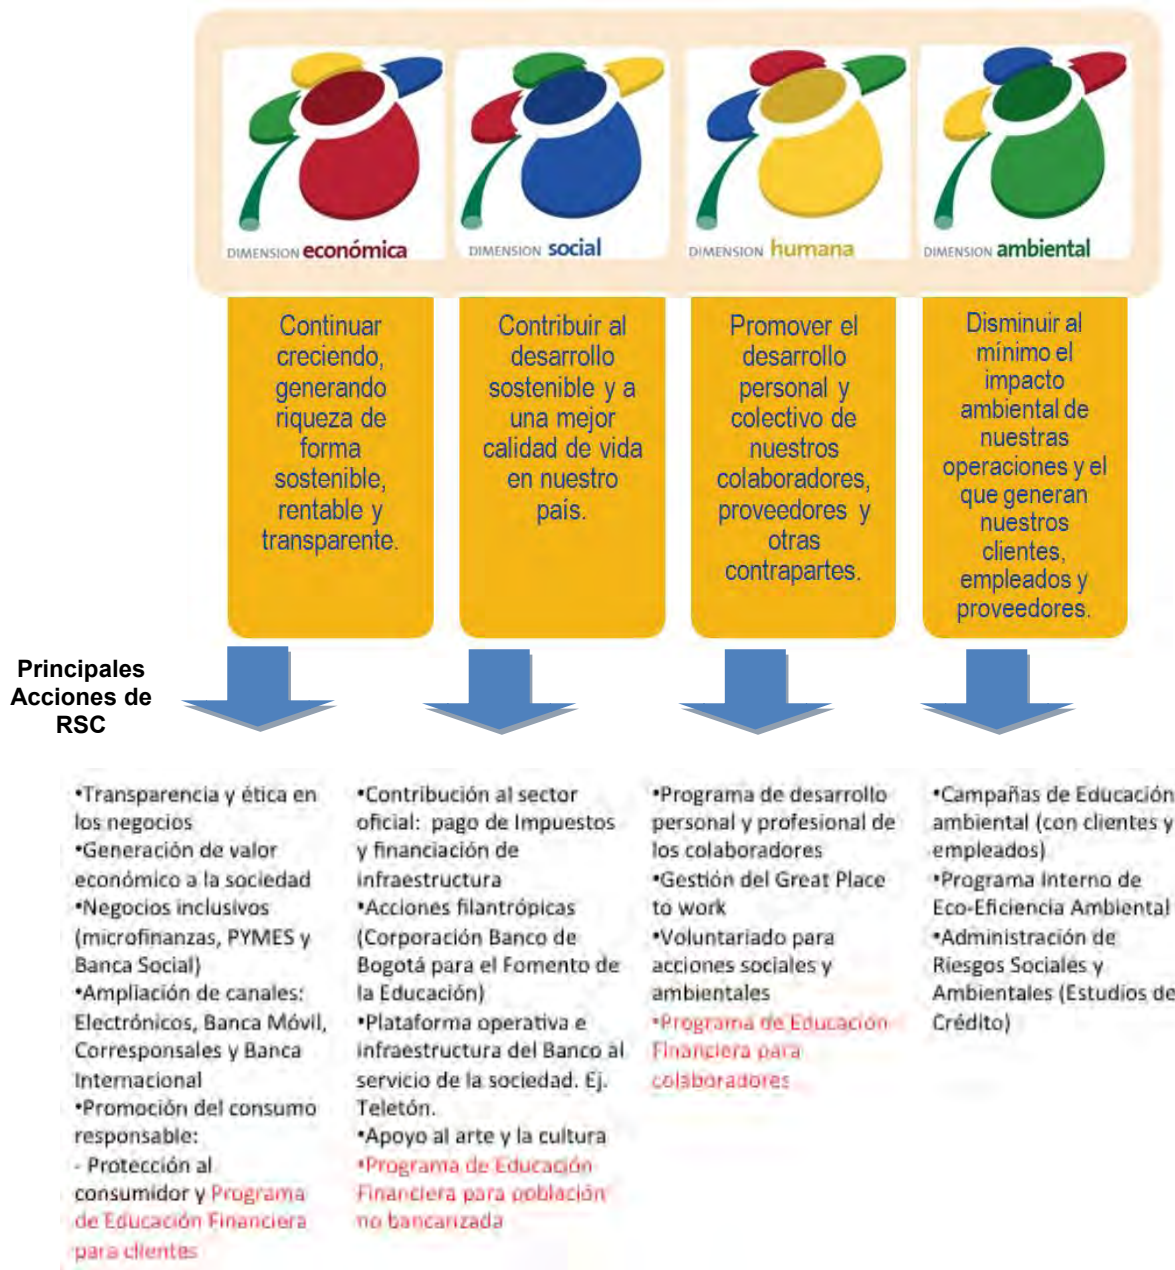 DIMENSION económica
DIMENSION social
DIMENSION humana
DIMENSION ambiental
Continuar
creciendo,
generando
riqueza de
forma
sostenible,
rentable y
transparente.
Contribuir al
desarrollo
sostenible y a
una mejor
calidad de vida
en nuestro
país.
Promover el
desarrollo
personal y
colectivo de
nuestros
colaboradores,
proveedores y
otras
contrapartes.
Disminuir al
mínimo el
impacto
ambiental de
nuestras
operaciones y el
que generan
nuestros
clientes,
empleados y
proveedores.
Principales
Acciones de
RSC
•Transparencia y ética en
los negocios
•Generación de valor
económico a la sociedad
•Negocios inclusivos
(microfinanzas, PYMES y
Banca Social)
•Ampliación de canales:
Electrónicos, Banca Móvil,
Corresponsales y Banca
Internacional
•Promoción del consumo
responsable:
- Protección al
consumidor y Programa
de Educación Financiera
para clientes
•Contribución al sector
oficial: pago de Impuestos
y financiación de
infraestructura
•Acciones filantrópicas
(Corporación Banco de
Bogotá para el Fomento de
la Educación)
•Plataforma operativa e
infraestructura del Banco al
servicio de la sociedad. Ej.
Teletón.
•Apoyo al arte y la cultura
•Programa de Educación
Financiera para población
no bancarizada
•Programa de desarrollo
personal y profesional de
los colaboradores
•Gestión del Great Place
to work
•Voluntariado para
acciones sociales y
ambientales
•Programa de Educación
Financiera para
colaboradores
•Campañas de Educación
ambiental (con clientes y
empleados)
•Programa Interno de
Eco-Eficiencia Ambiental
•Administración de
Riesgos Sociales y
Ambientales (Estudios de
Crédito)